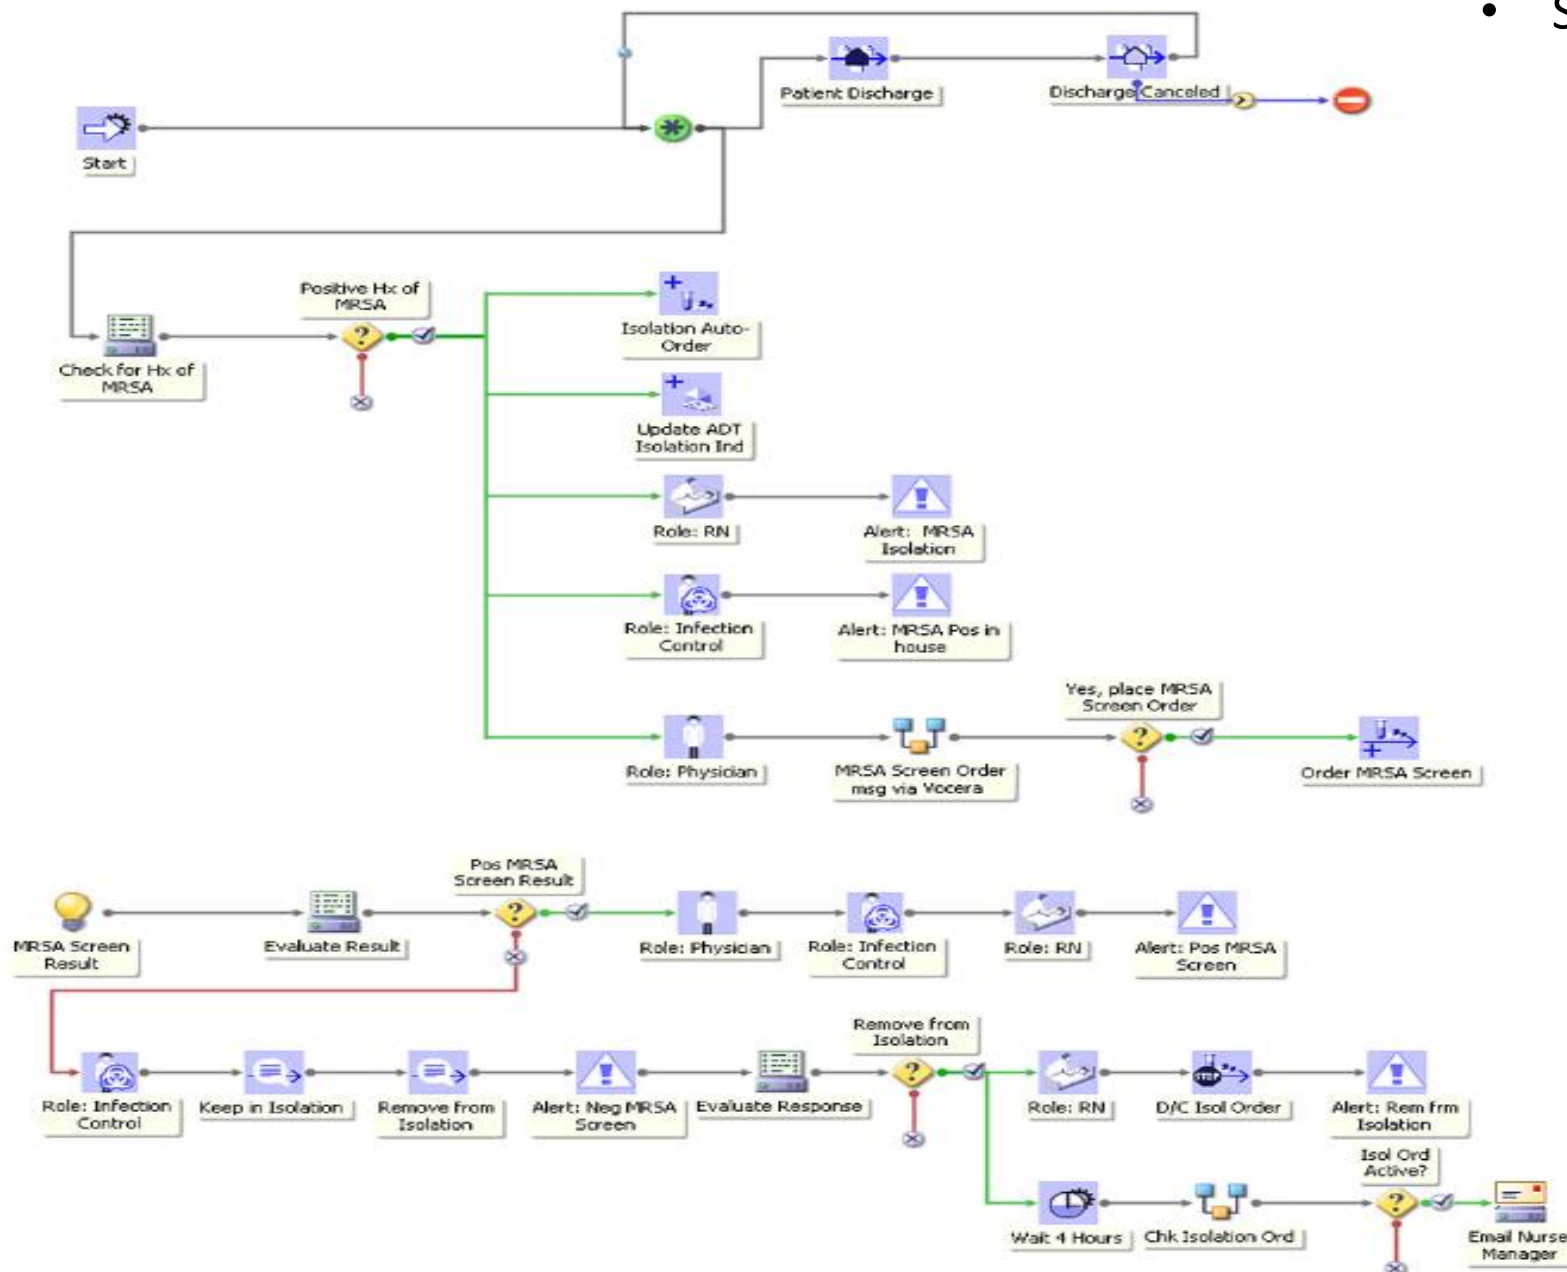 • S
Patient Discharge
Discharge Canceled
Start
Positive Hx of
MRSA
Check for Hx of
MRSA
Isolation Auto-
Order
Update ADT
Isolation Ind
Role: RN
Alert: MRSA
Isolation
Role: Infection
Control
Alert: MRSA Pos in
house
Yes, place MRSA
Screen Order
Role: Physician
MRSA Screen Order
msg via Vocera
Order MRSA Screen
Pos MRSA
Screen Result
MRSA Screen
Result
Evaluate Result
Role: Physician
Role: Infection
Control
Role: RN
Alert: Pos MRSA
Screen
Remove from
Isolation
Role: Infection
Control
Keep in Isolation
Remove from
Isolation
Alert: Neg MRSA
Screen
Evaluate Response
Role: RN
D/C Isol Order
STOP
Alert: Rem frm
Isolation
Isol Ord
Active?
Wait 4 Hours
Chk Isolation Ord
Email Nurse
Manager